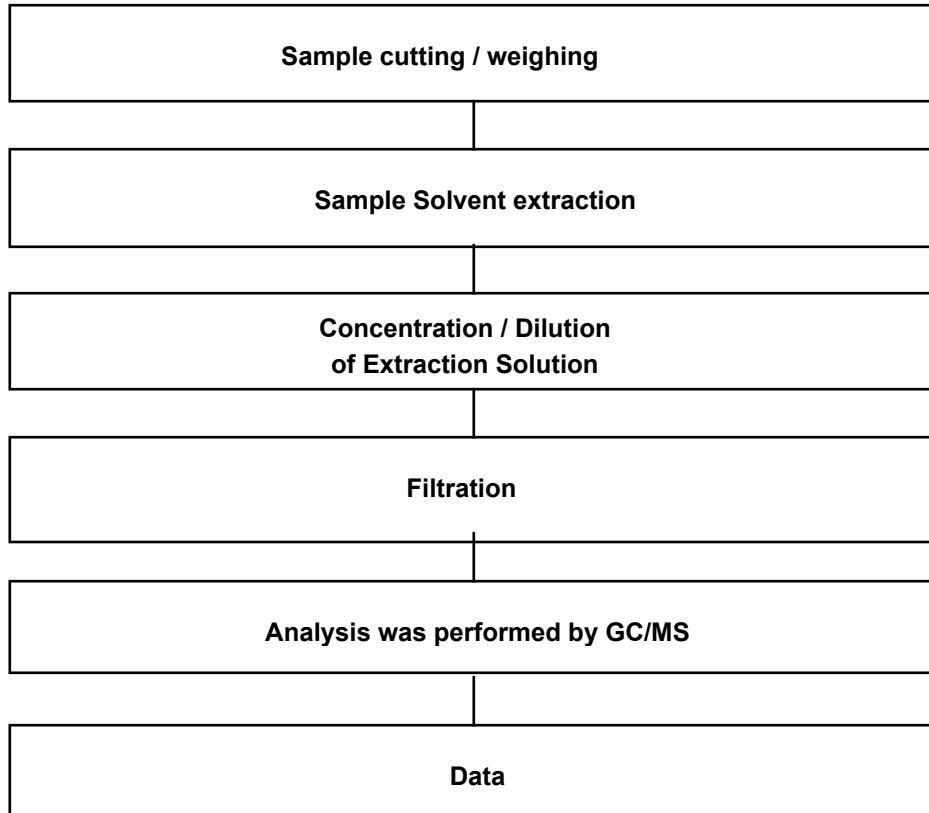 Sample cutting / weighing
Sample Solvent extraction
Concentration / Dilution
of Extraction Solution
Filtration
Analysis was performed by GC/MS
Data